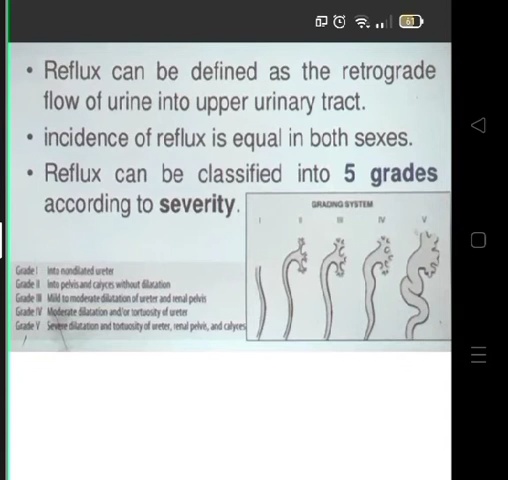 61
• Reflux can be defined as the retrograde
flow of urine into upper urinary tract.
• incidence of reflux is equal in both sexes.
• Reflux can be classified into 5 grades
according to severity.
GRADING SYSTEM
I II III IV V
Grade I Into nondilated ureter
Grade II Into pelvis and calyces without dilatation
Grade III Mild to moderate dilatation of ureter and renal pelvis
Grade IV Moderate dilatation and/or tortuosity of ureter
Grade V Severe dilatation and tortuosity of ureter, renal pelvis, and calyces